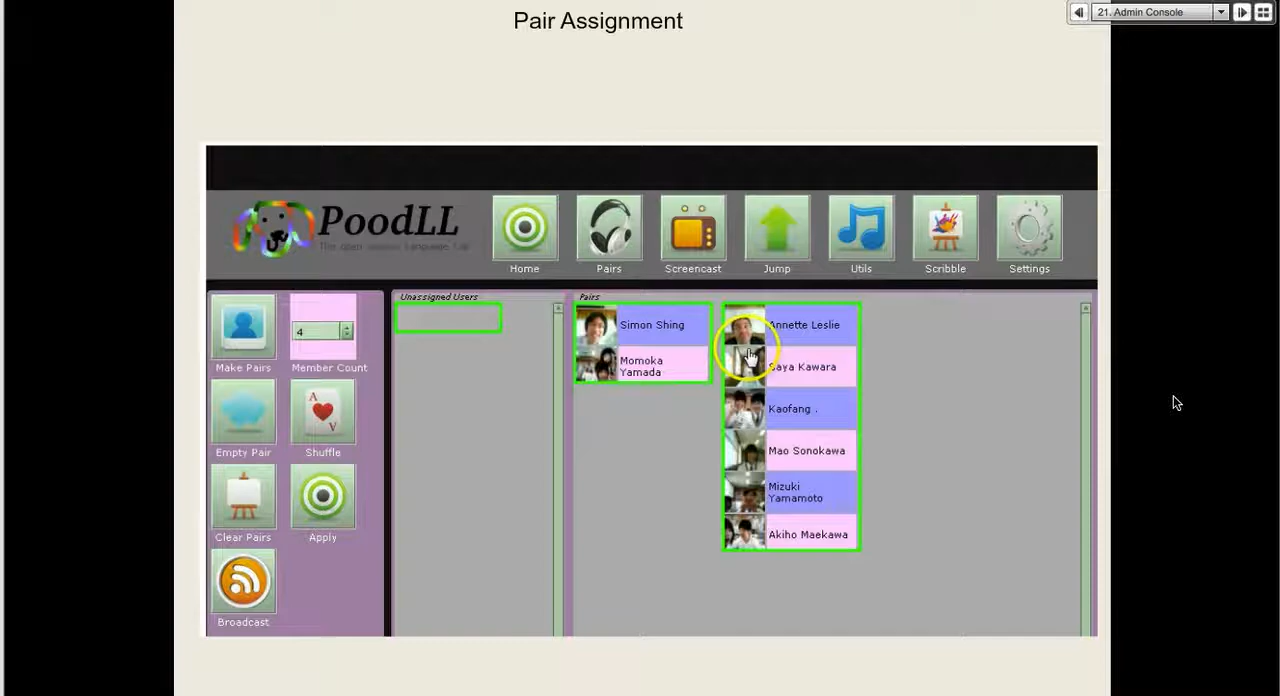 Pair Assignment
21. Admin Console
PoodLL
Home
Pairs
Screencast
Jump
Utils
Scribble
Settings
Make Pairs
4
Member Count
Empty Pair
A
V
Shuffle
Clear Pairs
Apply
Broadcast
Unassigned Users
Pairs
Simon Shing
Momoka
Yamada
Annette Leslie
Saya Kawara
Kaofang .
Mao Sonokawa
Mizuki
Yamamoto
Akiho Maekawa